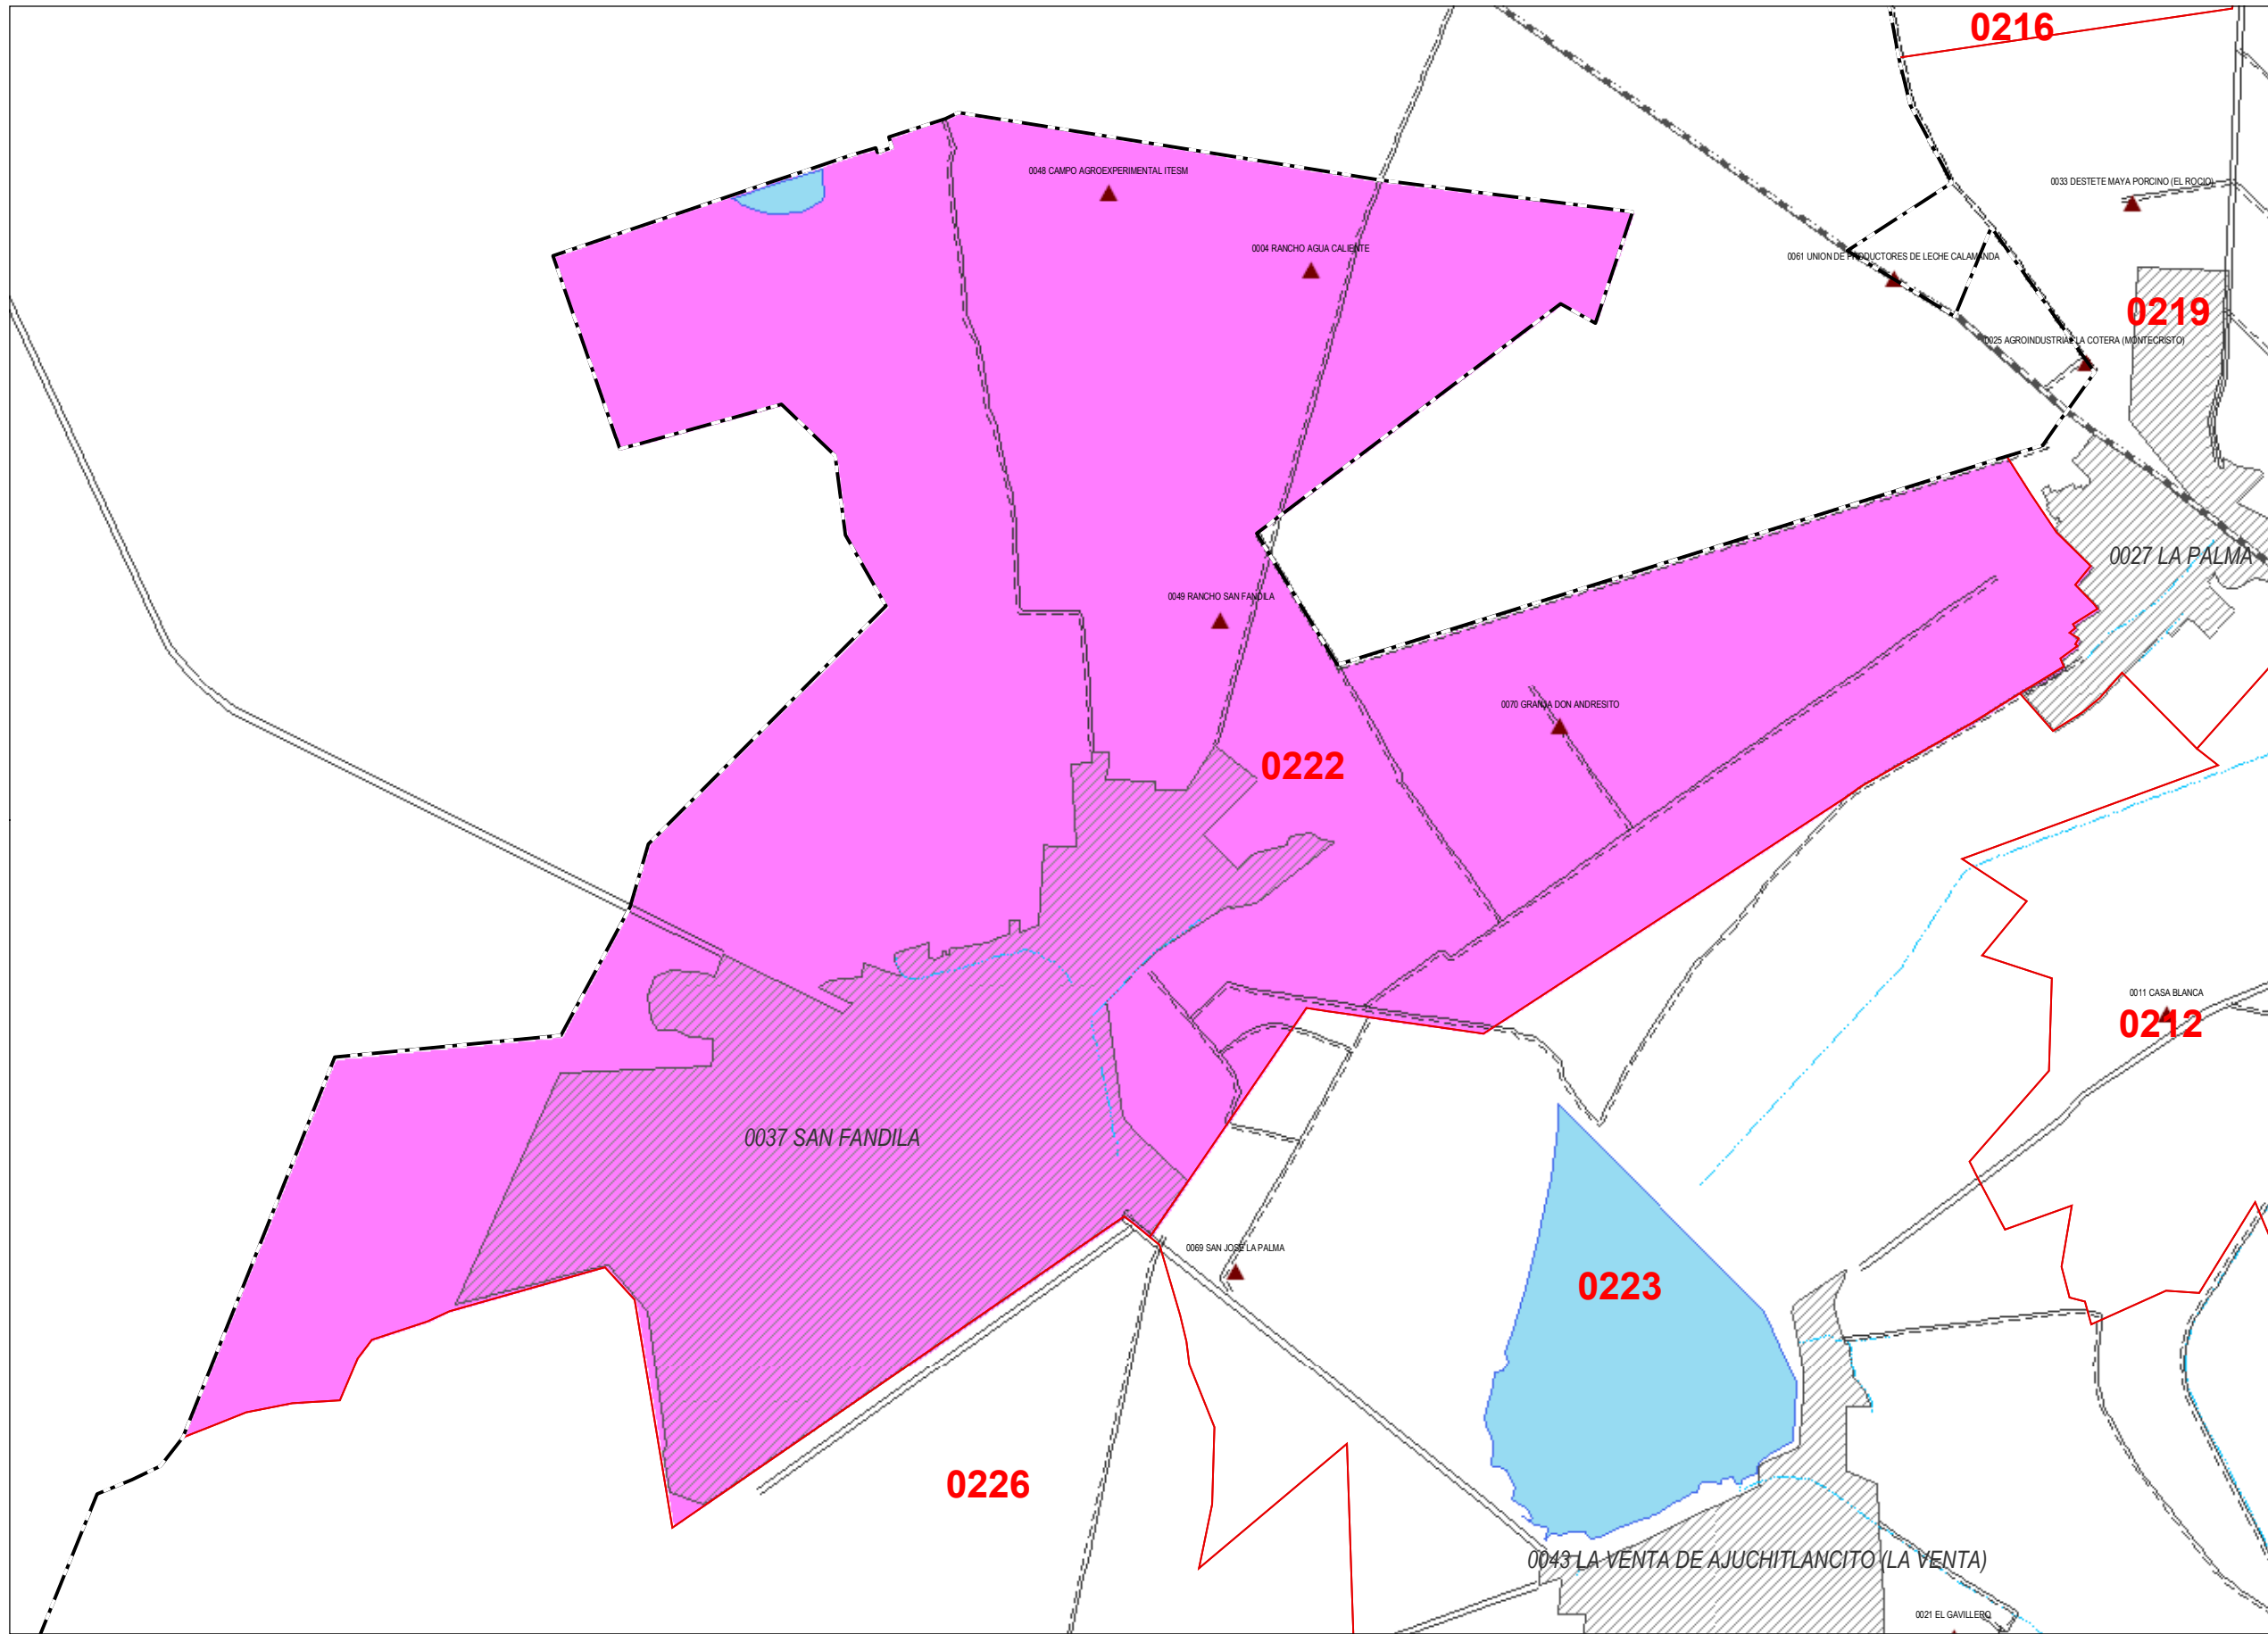 0216
0048 CAMPO AGROEXPERIMENTAL ITESM
0033 DESTETE MAYA PORCINO (EL ROCIO)
0004 RANCHO AGUA CALIENTE
0061 UNION DE PRODUCTORES DE LECHE CALAMANDA
0219
0025 AGROINDUSTRIAL LA COTERA (MONTECRISTO)
0027 LA PALMA
0049 RANCHO SAN FANDILA
0070 GRANJA DON ANDRESITO
0222
0011 CASA BLANCA
0212
0037 SAN FANDILA
0069 SAN JOSE LA PALMA
0223
0226
0043 LA VENTA DE AJUCHITLANCITO (LA VENTA)
0021 EL GAVILLERO